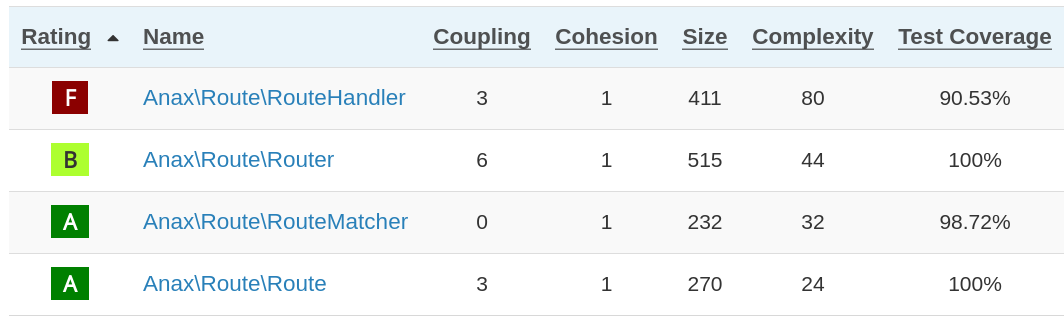 Rating Name Coupling Cohesion Size Complexity Test Coverage
F Anax\Route\RouteHandler 3 1 411 80 90.53%
B Anax\Route\Router 6 1 515 44 100%
A Anax\Route\RouteMatcher 0 1 232 32 98.72%
A Anax\Route\Route 3 1 270 24 100%